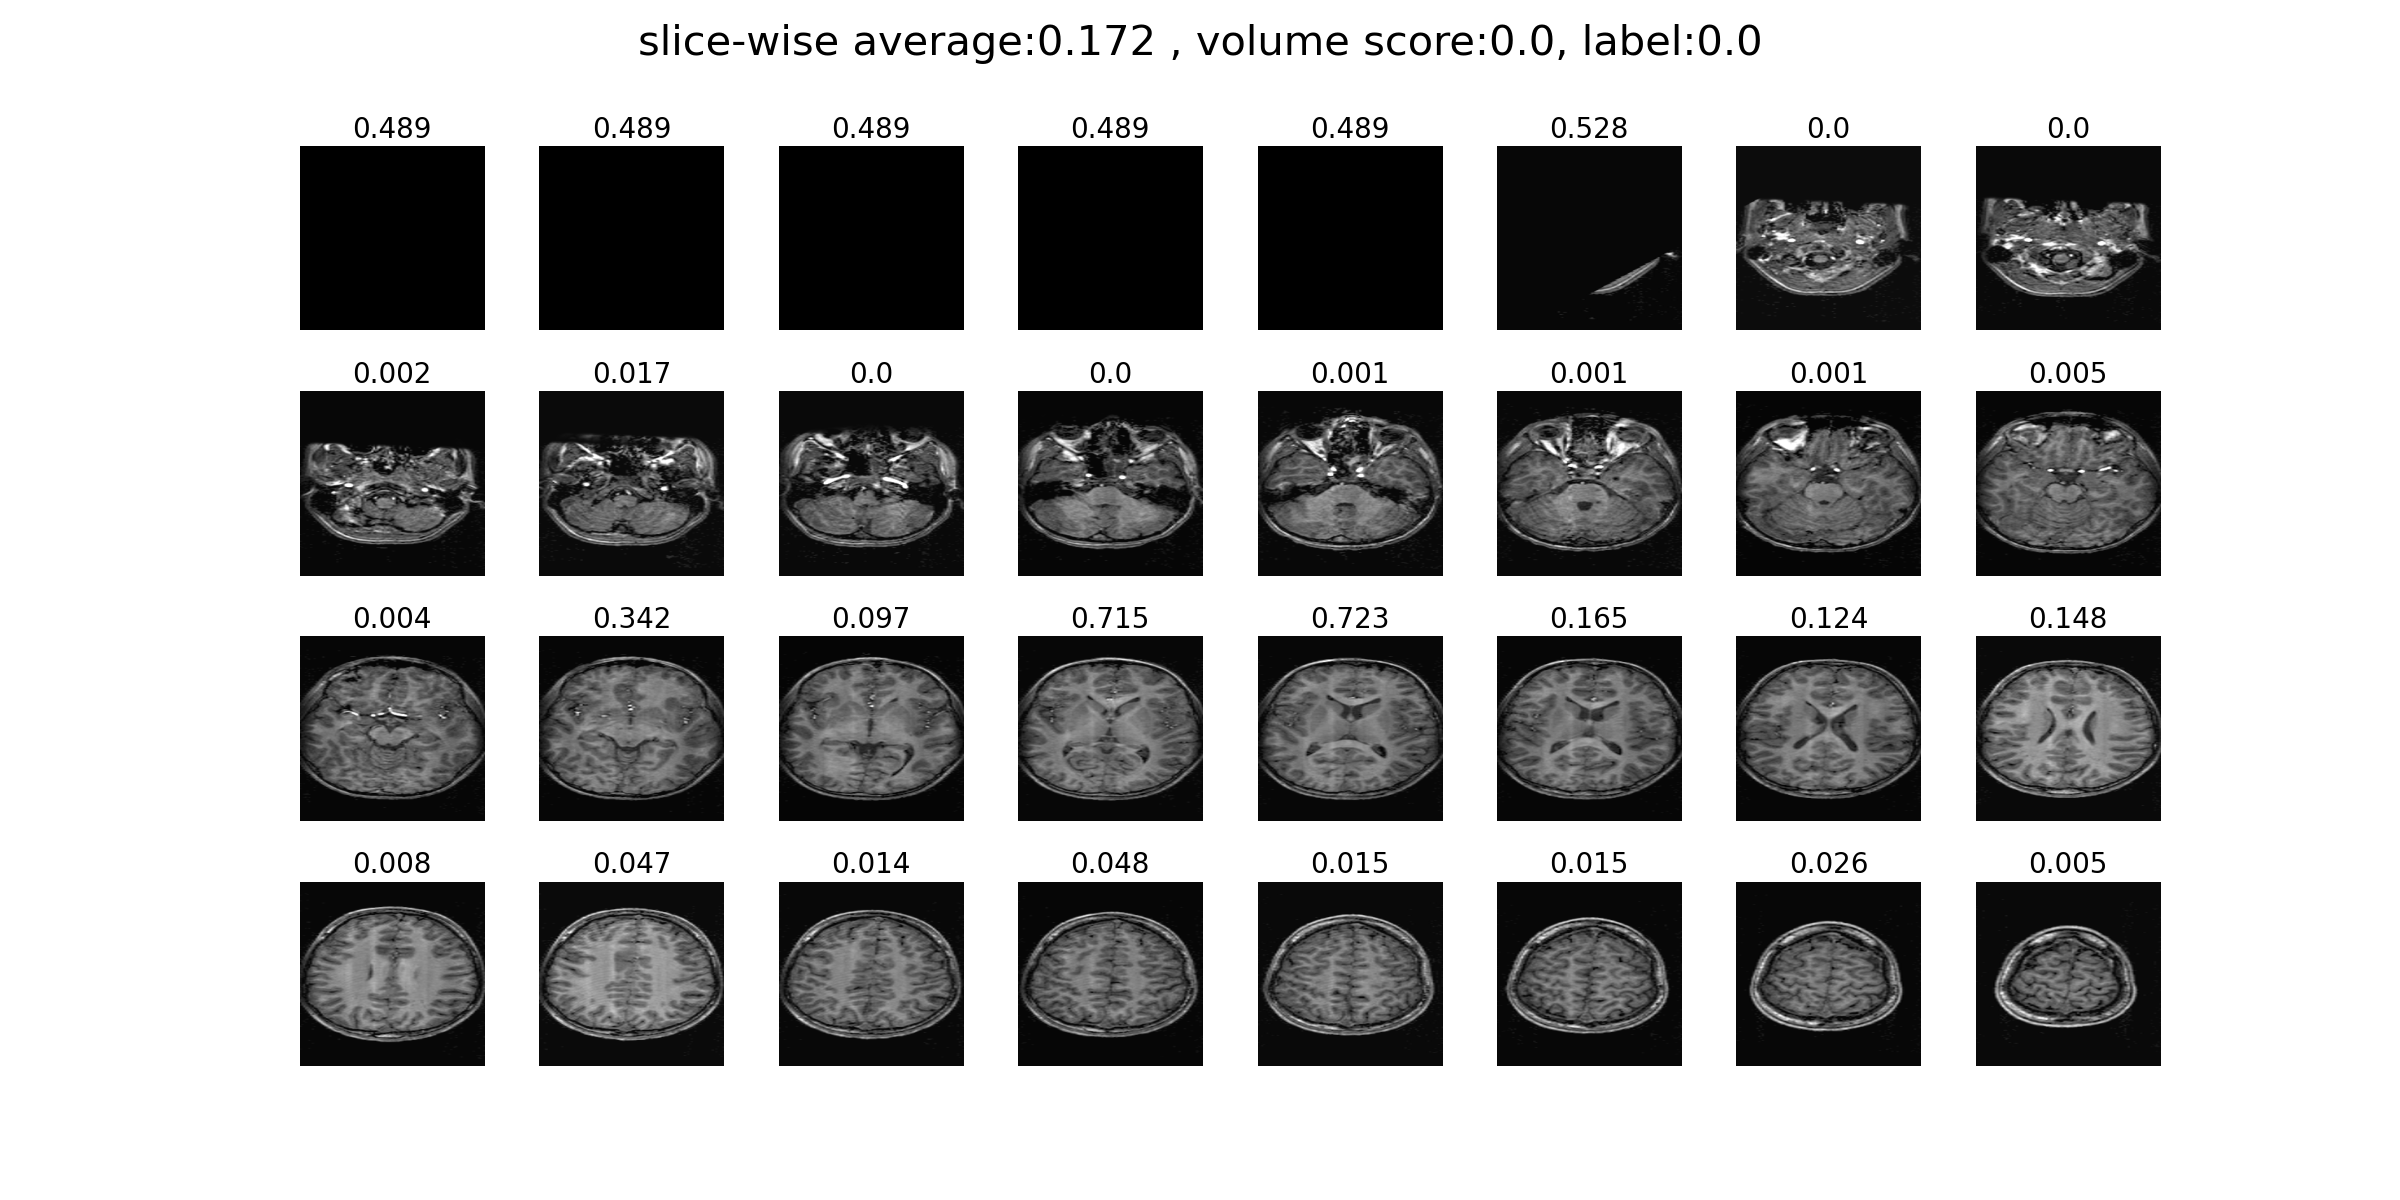 slice-wise average:0.172 , volume score:0.0, label:0.0
0.489 0.489 0.489 0.489 0.489 0.528 0.0 0.0
0.002 0.017 0.0 0.0 0.001 0.001 0.001 0.005
0.004 0.342 0.097 0.715 0.723 0.165 0.124 0.148
0.008 0.047 0.014 0.048 0.015 0.015 0.026 0.005